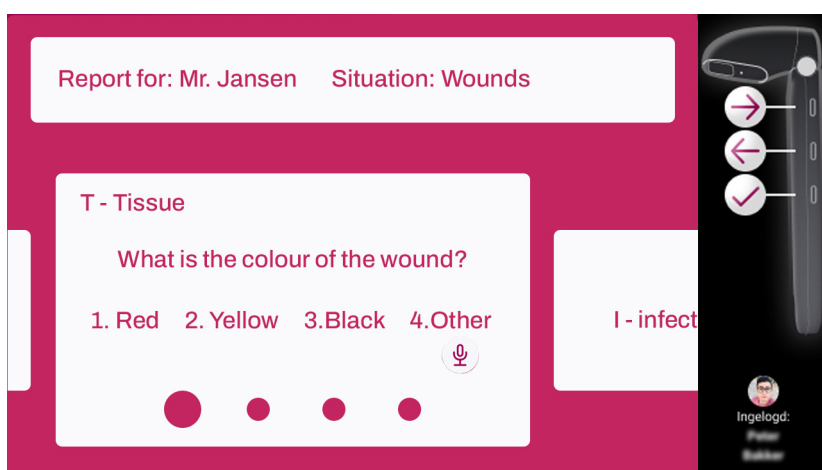 Report for: Mr. Jansen Situation: Wounds
T - Tissue
What is the colour of the wound?
1. Red 2. Yellow 3.Black 4.Other
I - infect
Ingelogd: